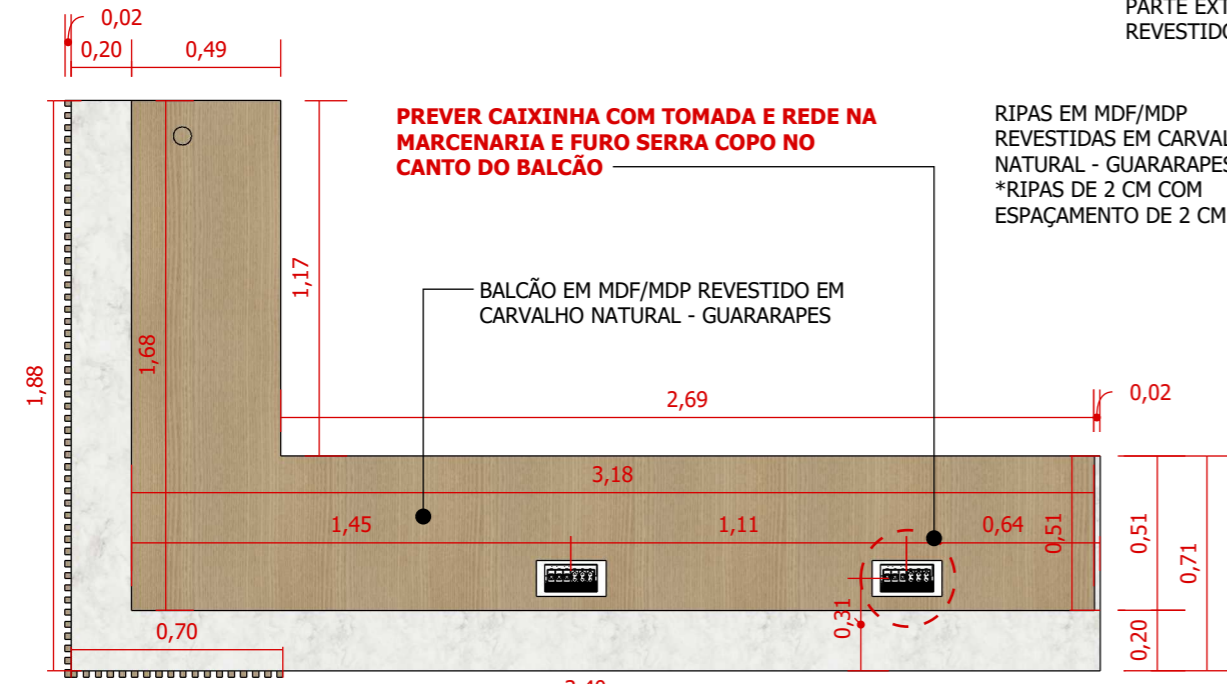 PARTE EXT
REVESTIDO
0,02
0,20
0,49
PREVER CAIXINHA COM TOMADA E REDE NA
MARCENARIA E FURO SERRA COPO NO
CANTO DO BALCÃO
RIPAS EM MDF/MDP
REVESTIDAS EM CARVAL
NATURAL - GUARARAPES
*RIPAS DE 2 CM COM
ESPAÇAMENTO DE 2 CM
1,17
BALCÃO EM MDF/MDP REVESTIDO EM
CARVALHO NATURAL - GUARARAPES
1,88
1,68
2,69
0,02
3,18
1,45
1,11
0,64
0,51
0,51
0,71
0,31
0,70
0,20